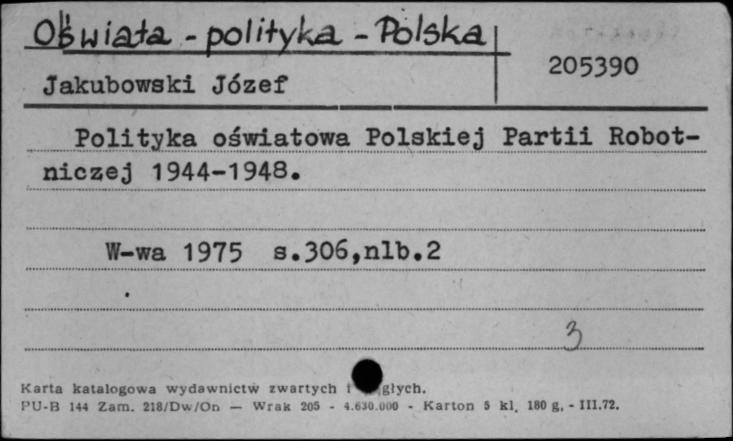 Oświata - polityka - Polska
205390
Jakubowski Józef
Polityka oświatowa Polskiej Partii Robot-
niczej 1944-1948.
W-wa 1975 s.306,nlb.2
3
Karta katalogowa wydawnictw zwartych i głych.
PU-B 144 Zam. 218/Dw/On — Wrak 205 - 4.630.000 - Karton 5 kl. 180 g. - III.72.